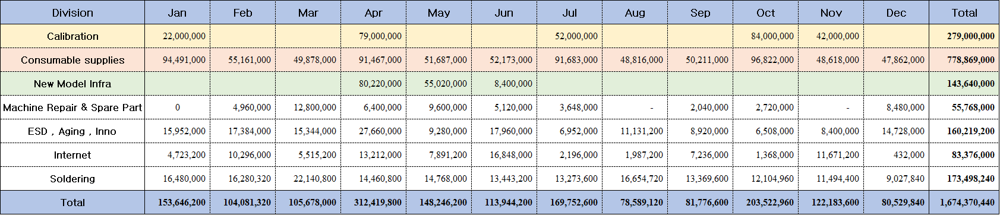 Division Jan Feb Mar Apr May Jun Jul Aug Sep Oct Nov Dec Total
Calibration 22,000,000 79,000,000 52,000,000 84,000,000 42,000,000 279,000,000
Consumable supplies 94,491,000 55,161,000 49,878,000 91,467,000 51,687,000 52,173,000 91,683,000 48,816,000 50,211,000 96,822,000 48,618,000 47,862,000 778,869,000
New Model Infra 80,220,000 55,020,000 8,400,000 143,640,000
Machine Repair & Spare Part 0 4,960,000 12,800,000 6,400,000 9,600,000 5,120,000 3,648,000 - 2,040,000 2,720,000 - 8,480,000 55,768,000
ESD , Aging , Inno 15,952,000 17,384,000 15,344,000 27,660,000 9,280,000 17,960,000 6,952,000 11,131,200 8,920,000 6,508,000 8,400,000 14,728,000 160,219,200
Internet 4,723,200 10,296,000 5,515,200 13,212,000 7,891,200 16,848,000 2,196,000 1,987,200 7,236,000 1,368,000 11,671,200 432,000 83,376,000
Soldering 16,480,000 16,280,320 22,140,800 14,460,800 14,768,000 13,443,200 13,273,600 16,654,720 13,369,600 12,104,960 11,494,400 9,027,840 173,498,240
Total 153,646,200 104,081,320 105,678,000 312,419,800 148,246,200 113,944,200 169,752,600 78,589,120 81,776,600 203,522,960 122,183,600 80,529,840 1,674,370,440